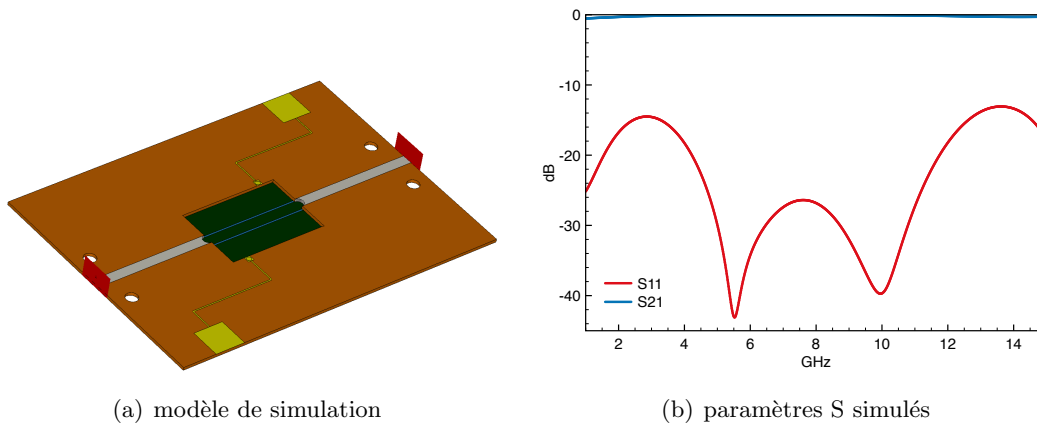 0
-10
-20
-30
-40
dB
S11
S21
2 4 6 8 10 12 14
GHz
(a) modèle de simulation
(b) paramètres S simulés